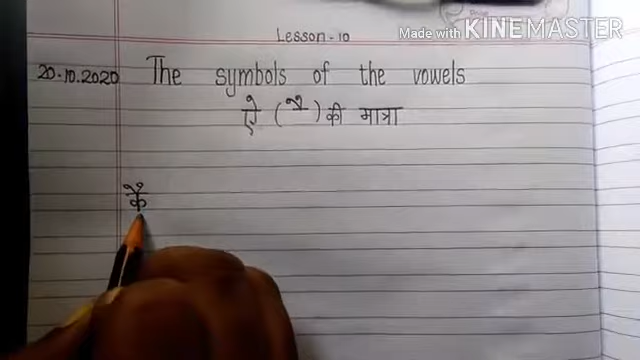 Made with KINEMASTER
Lesson - 10
20.10.2020 The symbols of the vowels
ऐ ( ै ) की मात्रा
कै